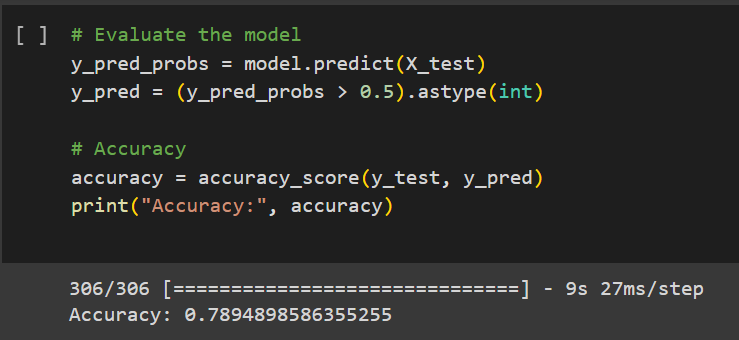 [ ] # Evaluate the model
y_pred_probs = model.predict(X_test)
y_pred = (y_pred_probs > 0.5).astype(int)
# Accuracy
accuracy = accuracy_score(y_test, y_pred)
print("Accuracy:", accuracy)
306/306 [==============================] - 9s 27ms/step
Accuracy: 0.7894898586355255